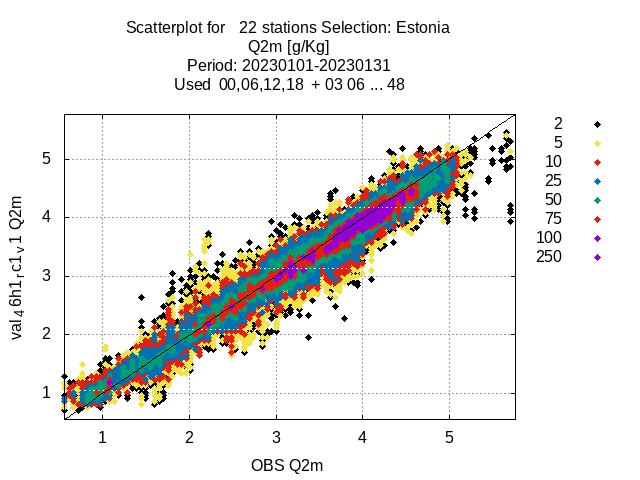 Scatterplot for 22 stations Selection: Estonia
Q2m [g/Kg]
Period: 20230101-20230131
Used 00,06,12,18 + 03 06 ... 48
2
5
10
25
50
75
100
250
5
4
3
2
1
val4 6h1,rc1,v.1 Q2m
1 2 3 4 5
OBS Q2m